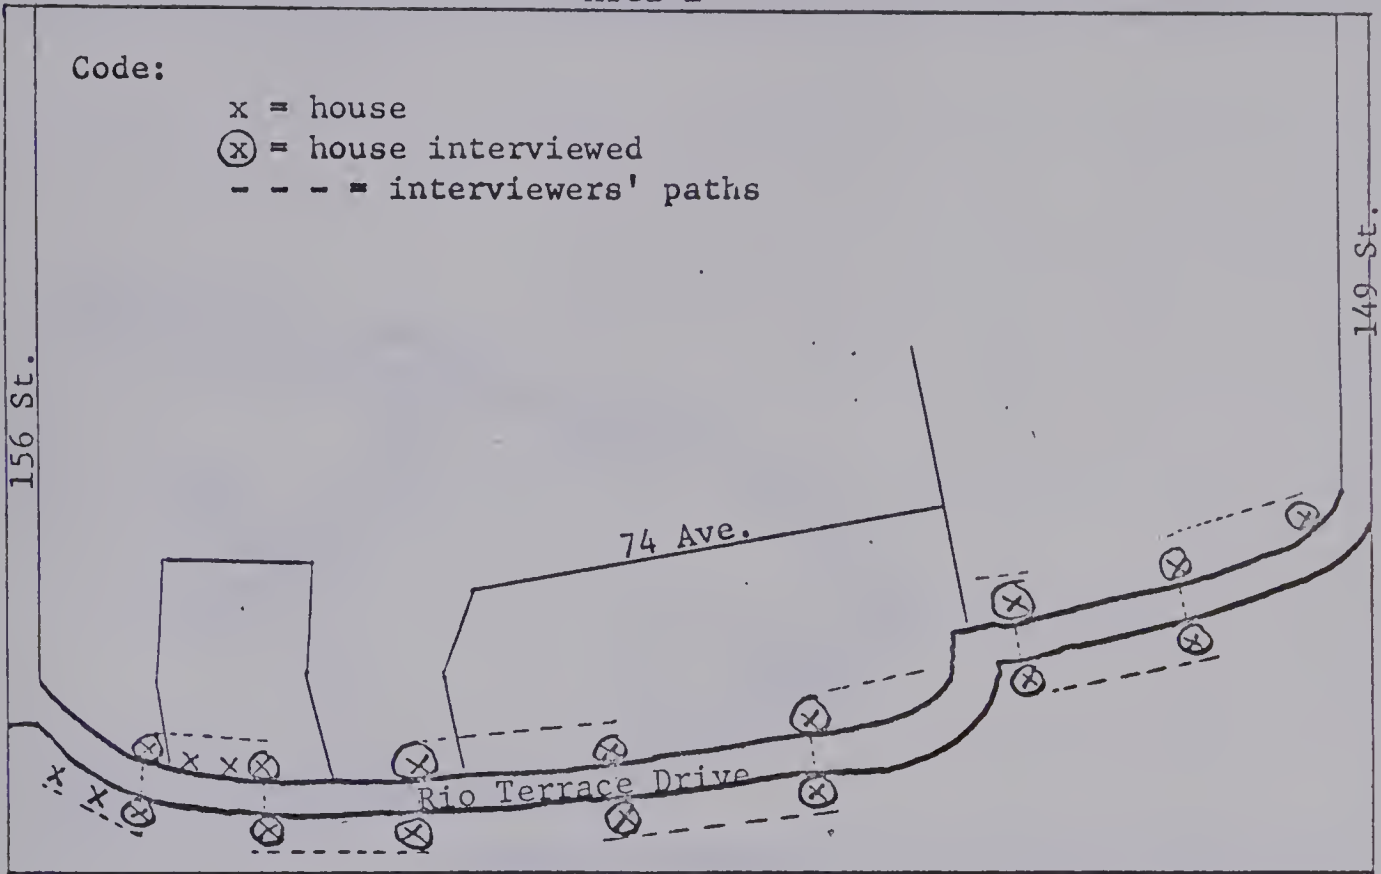 Code:
x = house
ⓧ = house interviewed
- - - = interviewers' paths
156 St.
149 St.
74 Ave.
Rio Terrace Drive